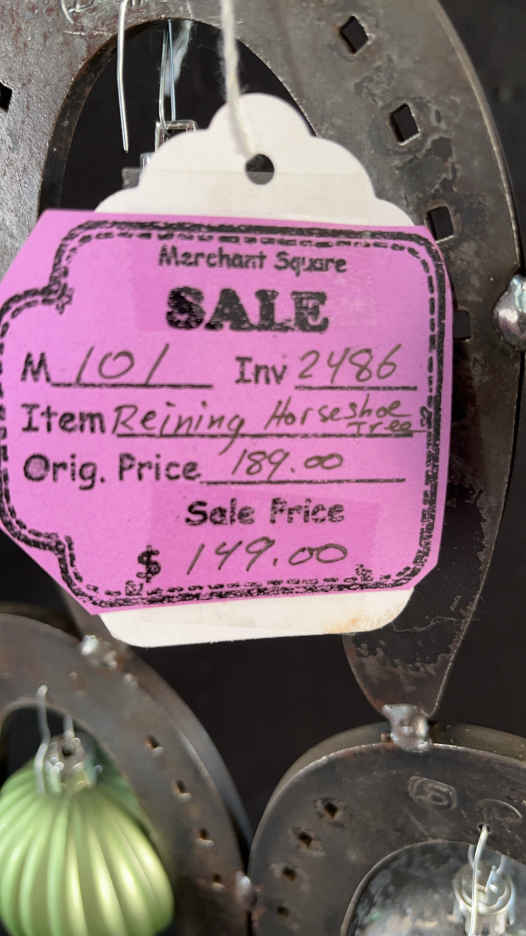 Merchant Square
SALE
M 101 Inv 2486
Item Reining Horseshoe Tree
Orig. Price 189.00
Sale Price
$ 149.00